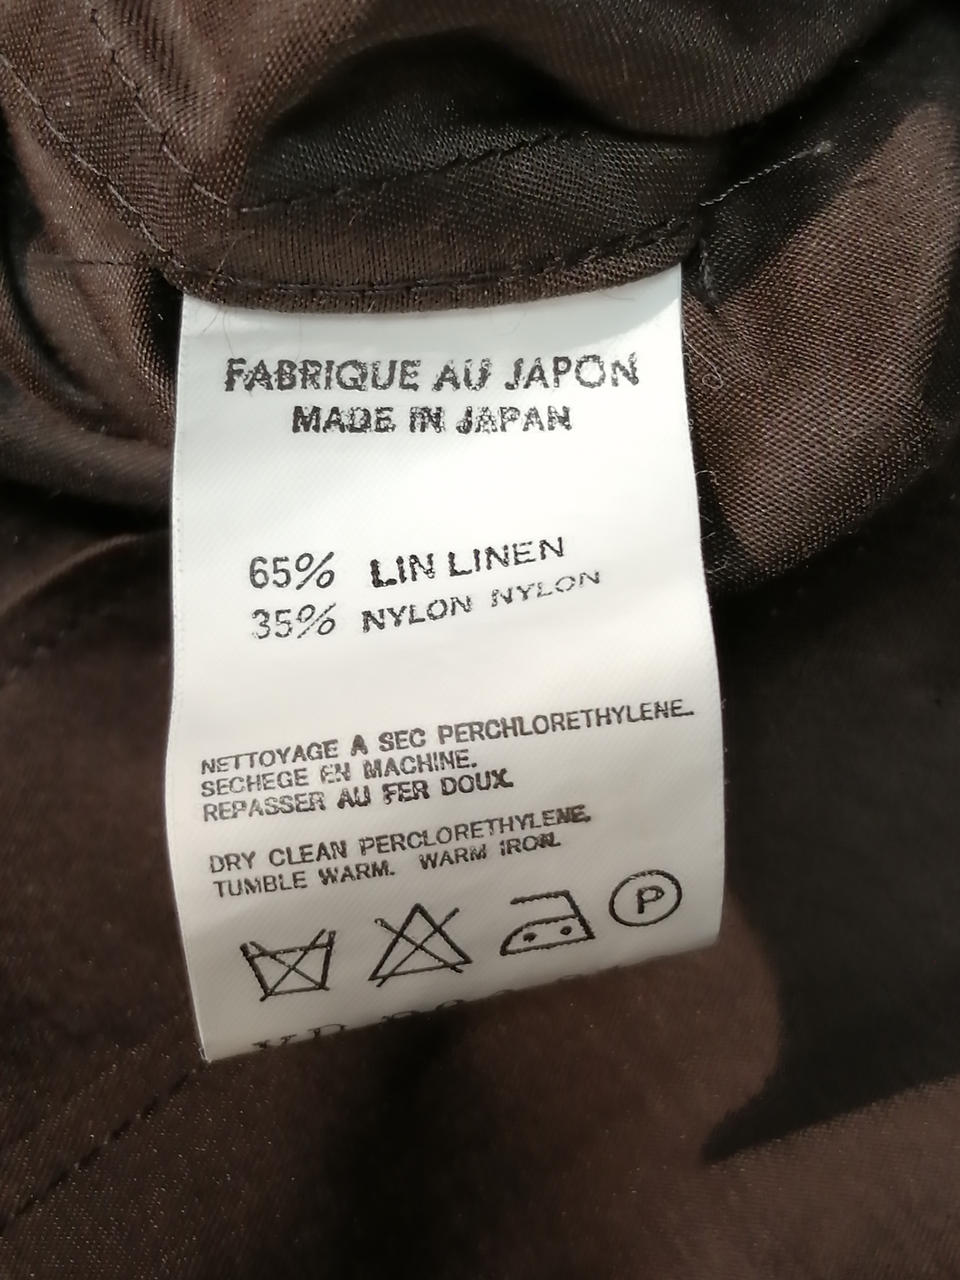 FABRIQUE AU JAPON
MADE IN JAPAN
65% LIN LINEN
35% NYLON NYLON
NETTOYAGE A SEC PERCHLORETHYLENE.
SECHEGE EN MACHINE.
REPASSER AU FER DOUX.
DRY CLEAN PERCLORETHYLENE.
TUMBLE WARM. WARM IRON.
P